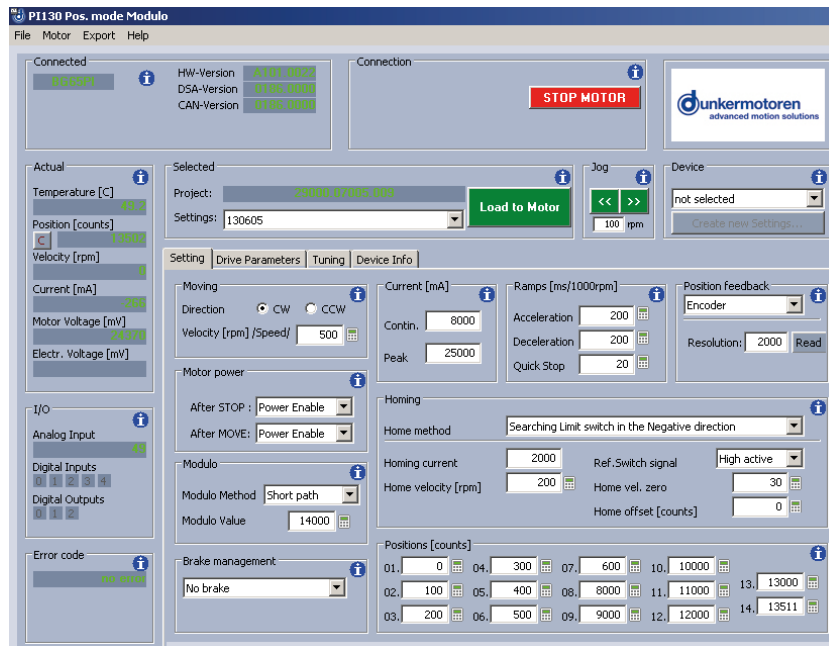 PI130 Pos. mode Modulo
File Motor Export Help
Connected
HW-Version
DSA-Version 0186.0000
CAN-Version 0186.0000
Connection
STOP MOTOR
Dunkermotoren
advanced motion solutions
Actual
Temperature [C]
Position [counts]
C
Velocity [rpm]
0
Current [mA]
Motor Voltage [mV]
Electr. Voltage [mV]
Selected
Project:
Settings: 130605
Load to Motor
Jog
<< >>
100 rpm
Device
not selected
Create new Settings...
Setting Drive Parameters Tuning Device Info
Moving
Direction CW CCW
Velocity [rpm] /Speed/ 500
Current [mA]
Contin. 8000
Peak 25000
Ramps [ms/1000rpm]
Acceleration 200
Deceleration 200
Quick Stop 20
Position feedback
Encoder
Resolution: 2000 Read
Motor power
After STOP : Power Enable
After MOVE: Power Enable
Homing
Home method Searching Limit switch in the Negative direction
Homing current 2000 Ref.Switch signal High active
Home velocity [rpm] 200 Home vel. zero 30
Home offset [counts] 0
I/O
Analog Input
Digital Inputs
0 1 2 3 4
Digital Outputs
0 1 2
Modulo
Modulo Method Short path
Modulo Value 14000
Error code
no error
Brake management
No brake
Positions [counts]
01. 0 04. 300 07. 600 10. 10000 13. 13000
02. 100 05. 400 08. 8000 11. 11000 14. 13511
03. 200 06. 500 09. 9000 12. 12000